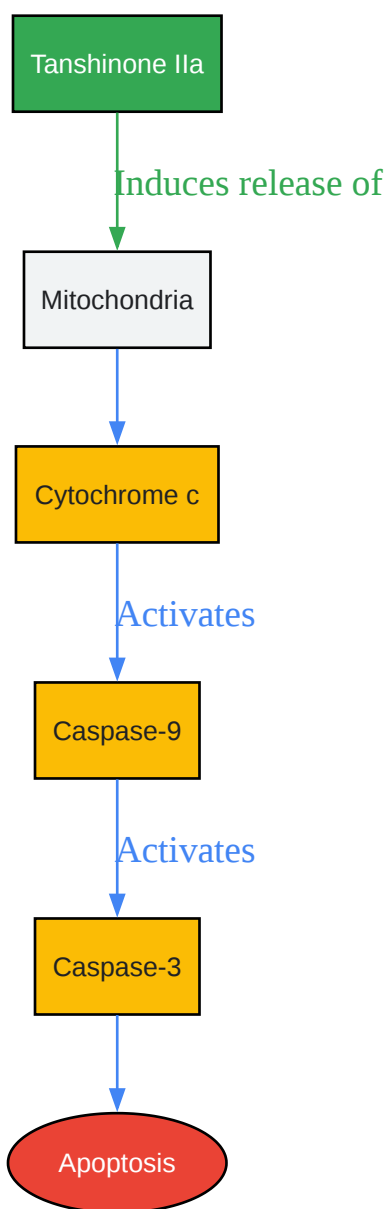 Tanshinone IIa
Induces release of
Mitochondria
Cytochrome c
Activates
Caspase-9
Activates
Caspase-3
Apoptosis